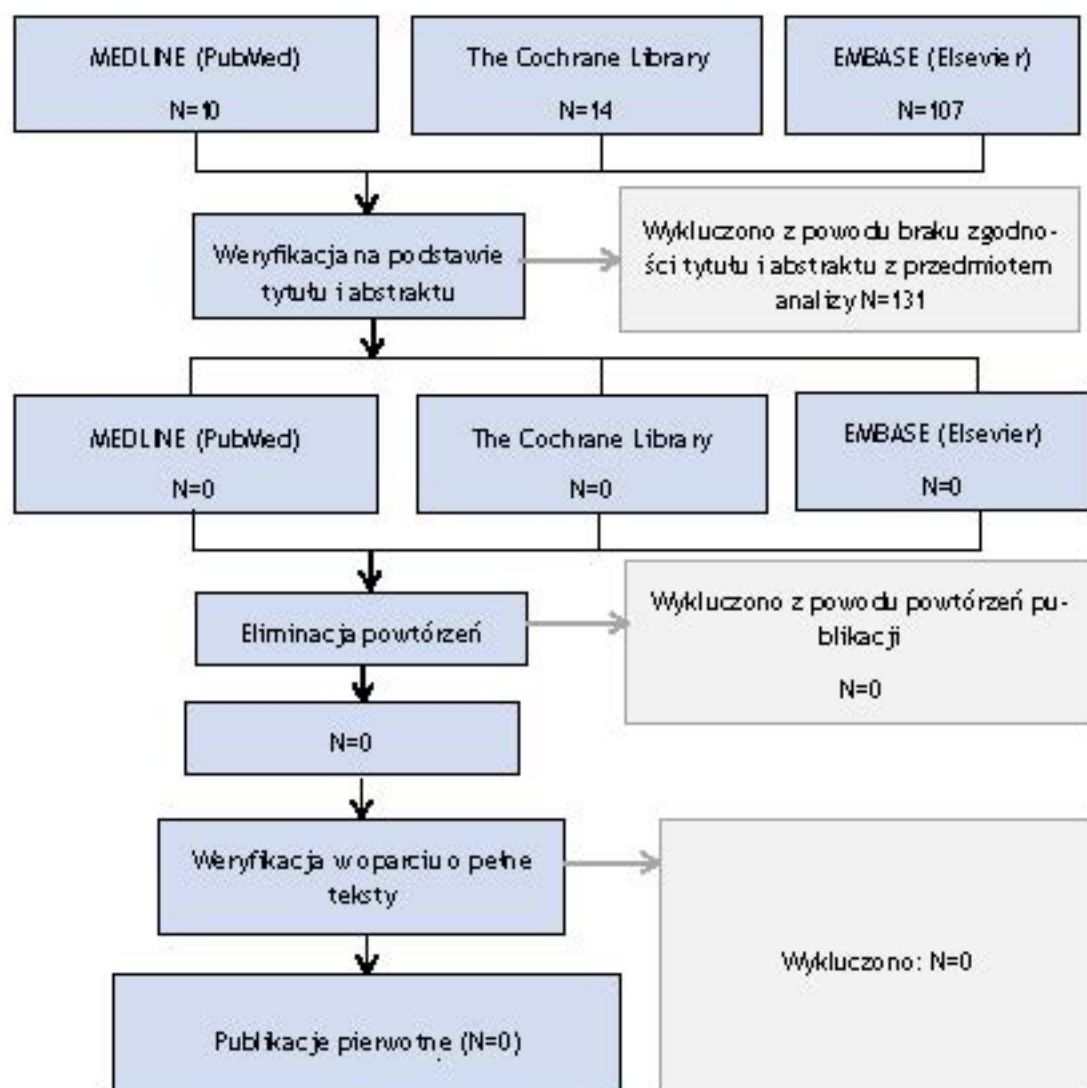 MEDLINE (PubMed)
N=10
The Cochrane Library
N=14
EMBASE (Elsevier)
N=107
Weryfikacja na podstawie
tytułu i abstraktu
Wykluczono z powodu braku zgodno-
ści tytułu i abstraktu z przedmiotem
analizy N=131
MEDLINE (PubMed)
N=0
The Cochrane Library
N=0
EMBASE (Elsevier)
N=0
Eliminacja powtórzeń
Wykluczono z powodu powtórzeń pu-
blikacji
N=0
N=0
Weryfikacja w oparciu o pełne
teksty
Wykluczono: N=0
Publikacje pierwotne (N=0)